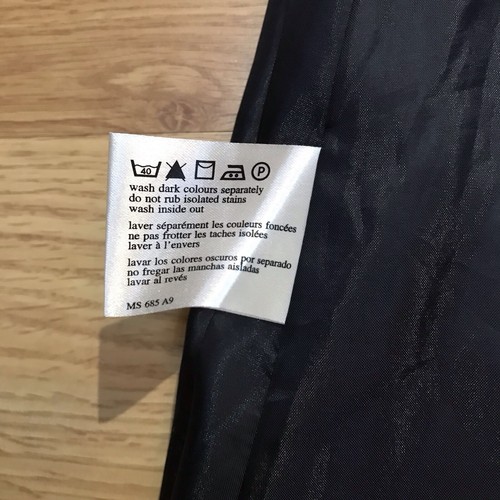 40 P
wash dark colours separately
do not rub isolated stains
wash inside out
laver séparément les couleurs foncées
ne pas frotter les taches isolées
laver à l'envers
lavar los colores oscuros por separado
no fregar las manchas aisladas
lavar al revés
MS 685 A9